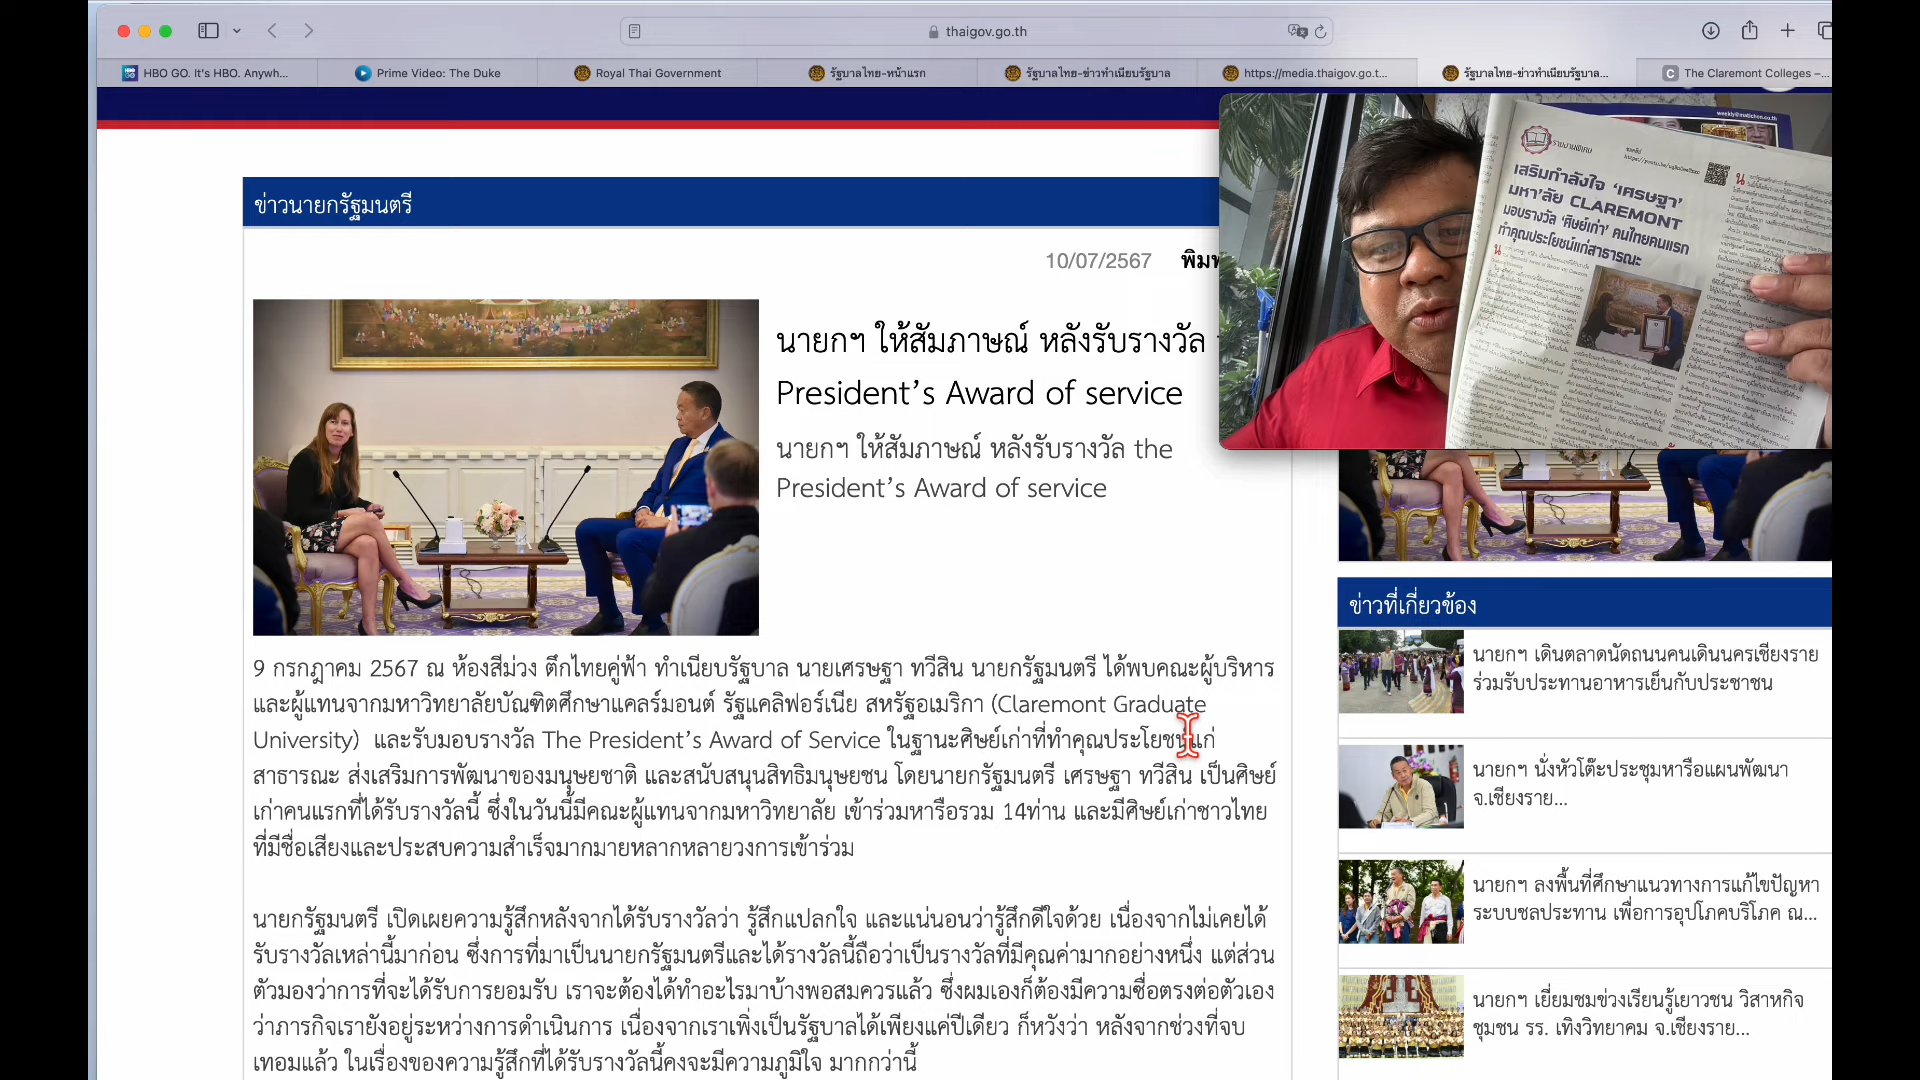 thaigov.go.th
HBO GO. It's HBO. Anywh...
Prime Video: The Duke
Royal Thai Government
รัฐบาลไทย-หน้าแรก
รัฐบาลไทย-ข่าวทำเนียบรัฐบาล
https://media.thaigov.go.t...
รัฐบาลไทย-ข่าวทำเนียบรัฐบาล...
The Claremont Colleges –...
weekly@matichon.co.th
รายงานพิเศษ
เสริมกำลังใจ 'เศรษฐา'
มหา'ลัย CLAREMONT
มอบรางวัล 'ศิษย์เก่า' คนไทยคนแรก
ทำคุณประโยชน์แก่สาธารณะ
ข่าวนายกรัฐมนตรี
10/07/2567
นายกฯ ให้สัมภาษณ์ หลังรับรางวัล
President's Award of service
นายกฯ ให้สัมภาษณ์ หลังรับรางวัล the
President's Award of service
9 กรกฎาคม 2567 ณ ห้องสีม่วง ตึกไทยคู่ฟ้า ทำเนียบรัฐบาล นายเศรษฐา ทวีสิน นายกรัฐมนตรี ได้พบคณะผู้บริหาร
และผู้แทนจากมหาวิทยาลัยบัณฑิตศึกษาแคลร์มอนต์ รัฐแคลิฟอร์เนีย สหรัฐอเมริกา (Claremont Graduate
University) และรับมอบรางวัล The President's Award of Service ในฐานะศิษย์เก่าที่ทำคุณประโยชน์แก่
สาธารณะ ส่งเสริมการพัฒนาของมนุษยชาติ และสนับสนุนสิทธิมนุษยชน โดยนายกรัฐมนตรี เศรษฐา ทวีสิน เป็นศิษย์
เก่าคนแรกที่ได้รับรางวัลนี้ ซึ่งในวันนี้มีคณะผู้แทนจากมหาวิทยาลัย เข้าร่วมหารือรวม 14ท่าน และมีศิษย์เก่าชาวไทย
ที่มีชื่อเสียงและประสบความสำเร็จมากมายหลากหลายวงการเข้าร่วม
นายกรัฐมนตรี เปิดเผยความรู้สึกหลังจากได้รับรางวัลว่า รู้สึกแปลกใจ และแน่นอนว่ารู้สึกดีใจด้วย เนื่องจากไม่เคยได้
รับรางวัลเหล่านี้มาก่อน ซึ่งการที่มาเป็นนายกรัฐมนตรีและได้รางวัลนี้ถือว่าเป็นรางวัลที่มีคุณค่ามากอย่างหนึ่ง แต่ส่วน
ตัวมองว่าการที่จะได้รับการยอมรับ เราจะต้องได้ทำอะไรมาบ้างพอสมควรแล้ว ซึ่งผมเองก็ต้องมีความซื่อตรงต่อตัวเอง
ว่าภารกิจเรายังอยู่ระหว่างการดำเนินการ เนื่องจากเราเพิ่งเป็นรัฐบาลได้เพียงแค่ปีเดียว ก็หวังว่า หลังจากช่วงที่จบ
เทอมแล้ว ในเรื่องของความรู้สึกที่ได้รับรางวัลนี้คงจะมีความภูมิใจ มากกว่านี้
ข่าวที่เกี่ยวข้อง
นายกฯ เดินตลาดนัดถนนคนเดินนครเชียงราย
ร่วมรับประทานอาหารเย็นกับประชาชน
นายกฯ นั่งหัวโต๊ะประชุมหารือแผนพัฒนา
จ.เชียงราย...
นายกฯ ลงพื้นที่ศึกษาแนวทางการแก้ไขปัญหา
ระบบชลประทาน เพื่อการอุปโภคบริโภค ณ...
นายกฯ เยี่ยมชมข่วงเรียนรู้เยาวชน วิสาหกิจ
ชุมชน รร. เทิงวิทยาคม จ.เชียงราย...